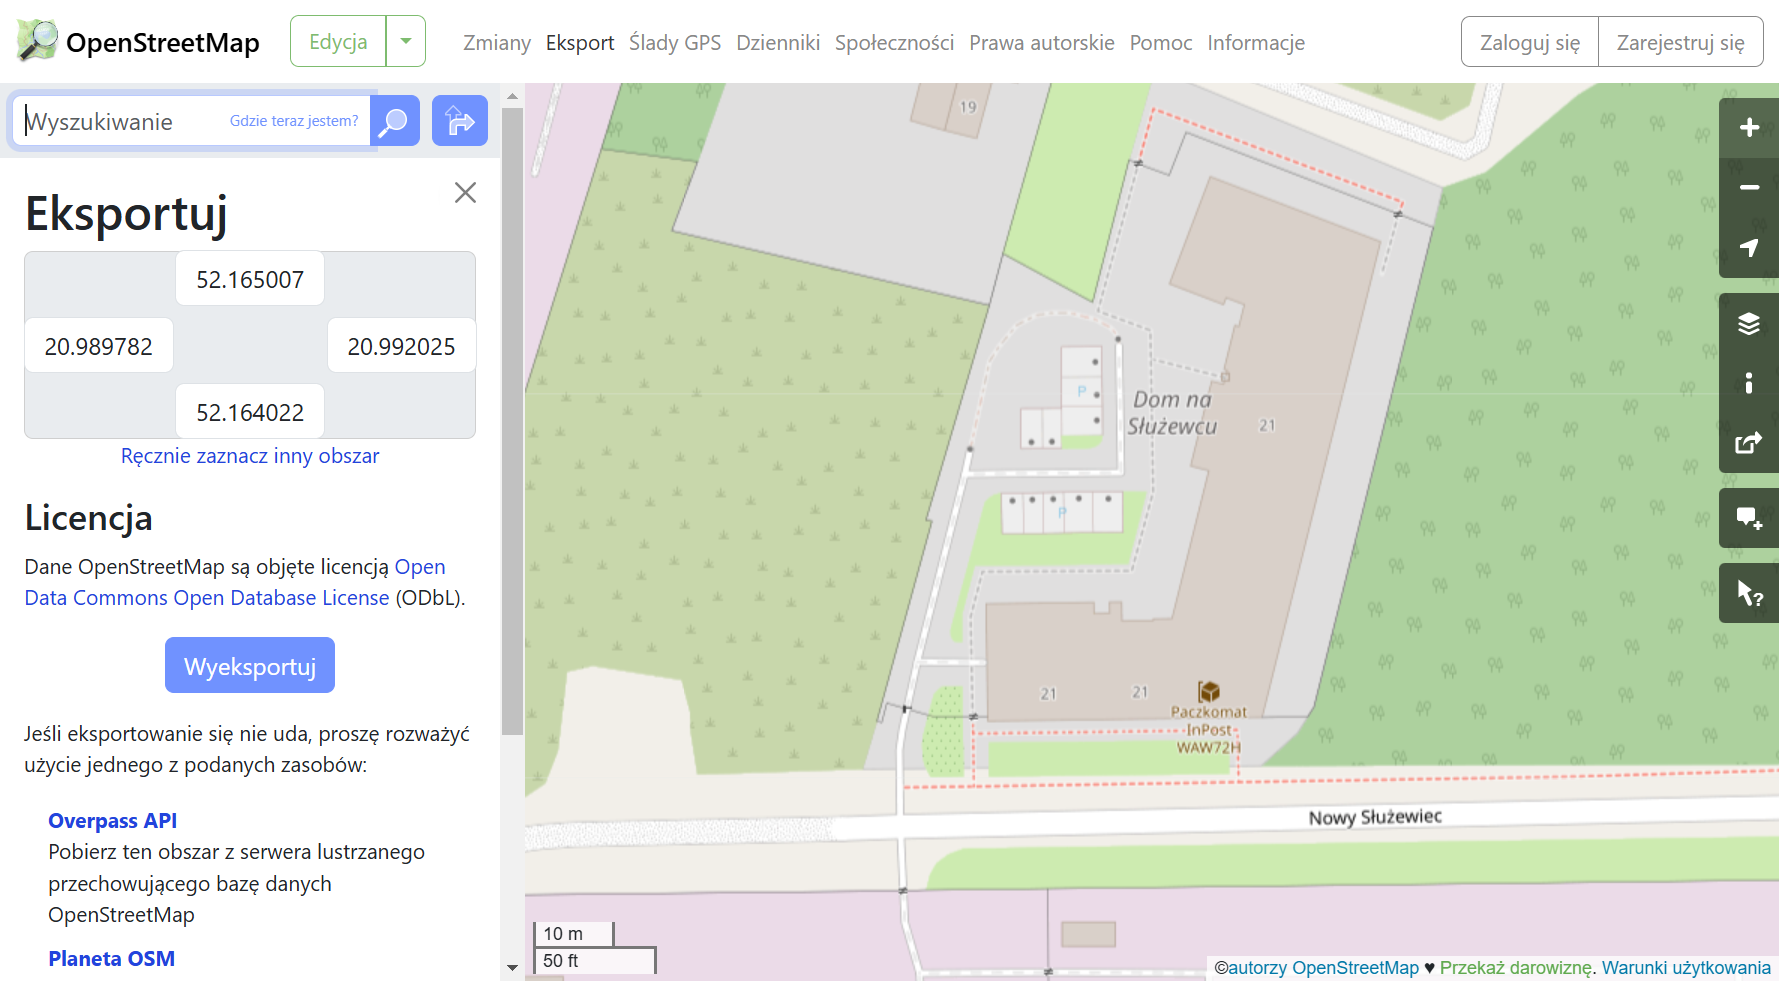 OpenStreetMap
Edycja
Zmiany Eksport Ślady GPS Dzienniki Społeczności Prawa autorskie Pomoc Informacje
Zaloguj się Zarejestruj się
Wyszukiwanie Gdzie teraz jestem?
Eksportuj
52.165007
20.989782 20.992025
52.164022
Ręcznie zaznacz inny obszar
Licencja
Dane OpenStreetMap są objęte licencją Open
Data Commons Open Database License (ODbL).
Wyeksportuj
Jeśli eksportowanie się nie uda, proszę rozważyć
użycie jednego z podanych zasobów:
Overpass API
Pobierz ten obszar z serwera lustrzanego
przechowującego bazę danych
OpenStreetMap
Planeta OSM
19
P
Dom na
Służewcu
21
P
21
21
Paczkomat
InPost
WAW72H
Nowy Służewiec
10 m
50 ft
©autorzy OpenStreetMap ♥ Przekaż darowiznę. Warunki użytkowania